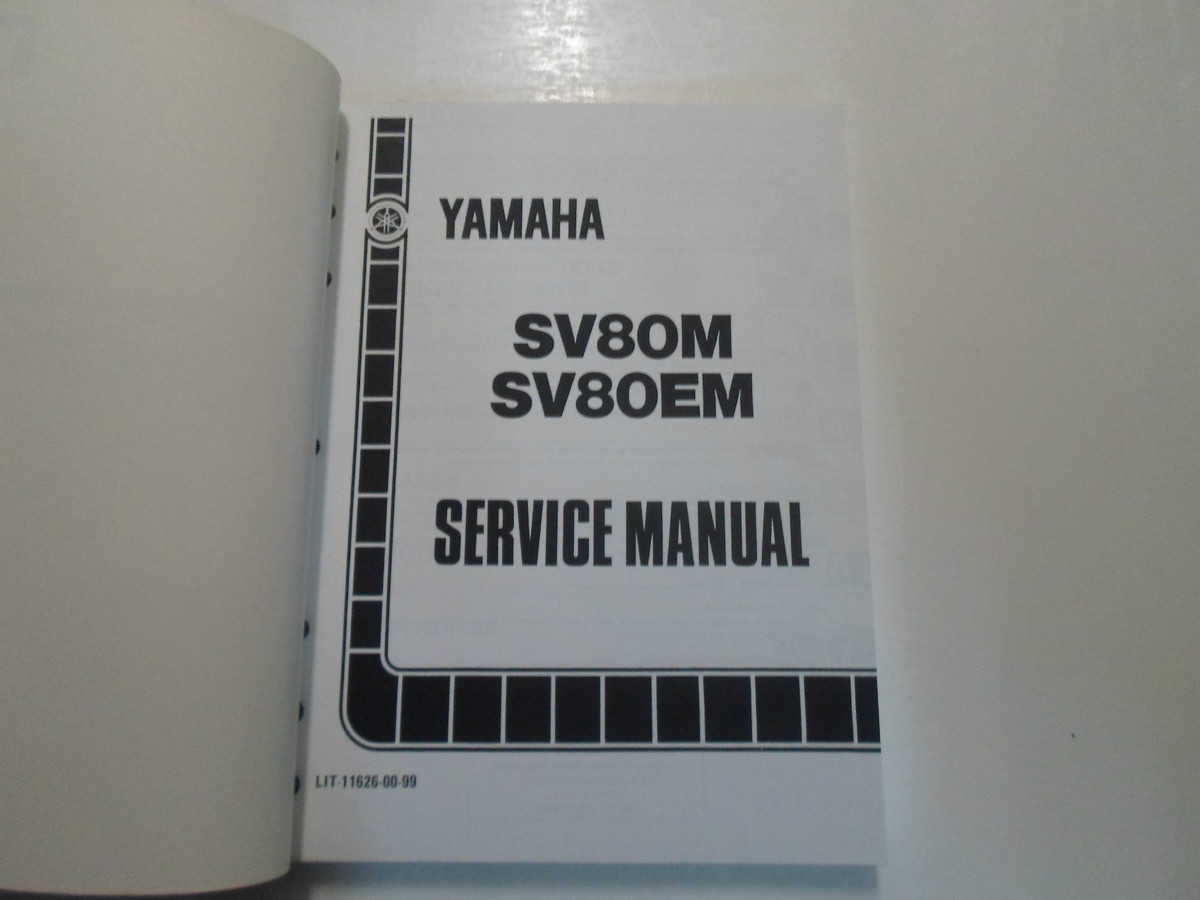 YAMAHA
SV80M
SV80EM
SERVICE MANUAL
LIT-11626-00-99